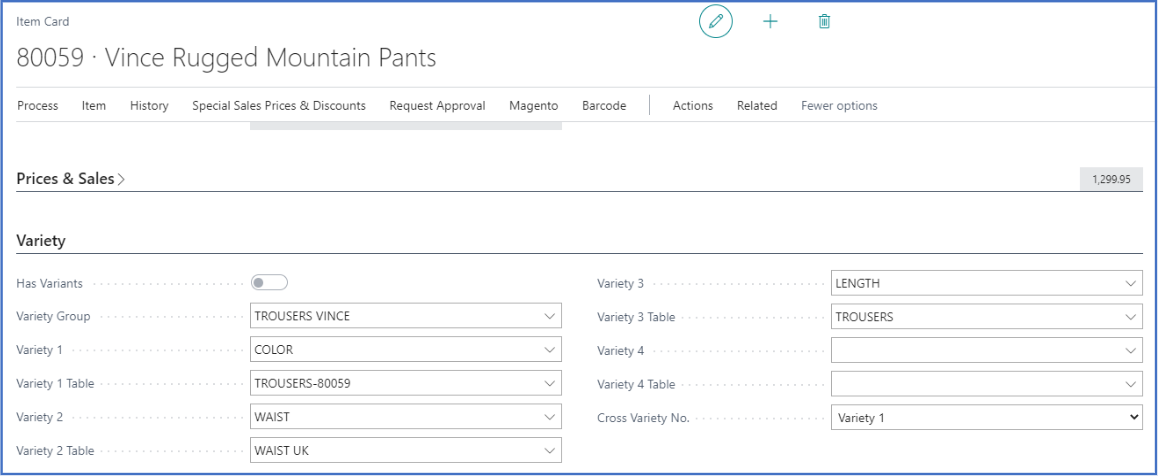 Item Card
80059 · Vince Rugged Mountain Pants
Process Item History Special Sales Prices & Discounts Request Approval Magento Barcode Actions Related Fewer options
Prices & Sales
1,299.95
Variety
Has Variants
Variety Group TROUSERS VINCE
Variety 1 COLOR
Variety 1 Table TROUSERS-80059
Variety 2 WAIST
Variety 2 Table WAIST UK
Variety 3 LENGTH
Variety 3 Table TROUSERS
Variety 4
Variety 4 Table
Cross Variety No. Variety 1